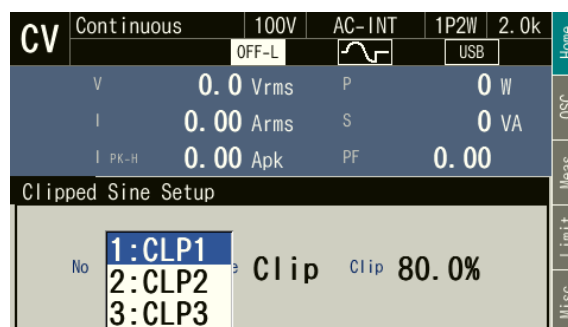 CV Continuous 100V AC-INT 1P2W 2.0k
OFF-L USB
V 0.0 Vrms P 0 W
I 0.00 Arms S 0 VA
I PK-H 0.00 Apk PF 0.00
Clipped Sine Setup
No 1:CLP1 e Clip Clip 80.0%
2:CLP2
3:CLP3
Home
OSC
Meas
Limit
Misc